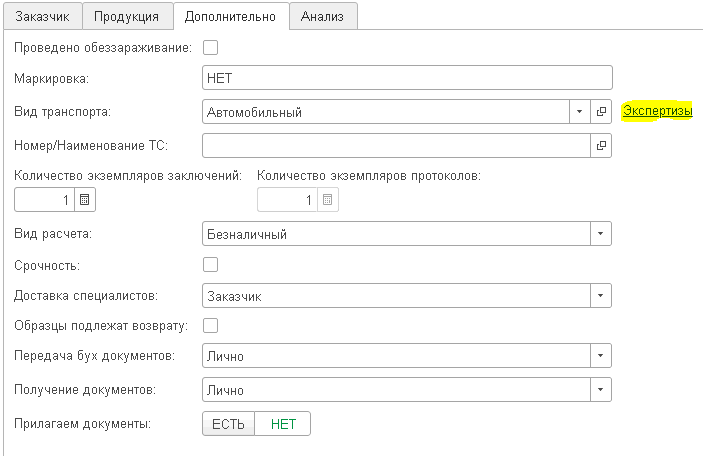 Заказчик Продукция Дополнительно Анализ
Проведено обеззараживание:
Маркировка: НЕТ
Вид транспорта: Автомобильный Экспертизы
Номер/Наименование ТС:
Количество экземпляров заключений: Количество экземпляров протоколов:
1 1
Вид расчета: Безналичный
Срочность:
Доставка специалистов: Заказчик
Образцы подлежат возврату:
Передача бух документов: Лично
Получение документов: Лично
Прилагаем документы: ЕСТЬ НЕТ